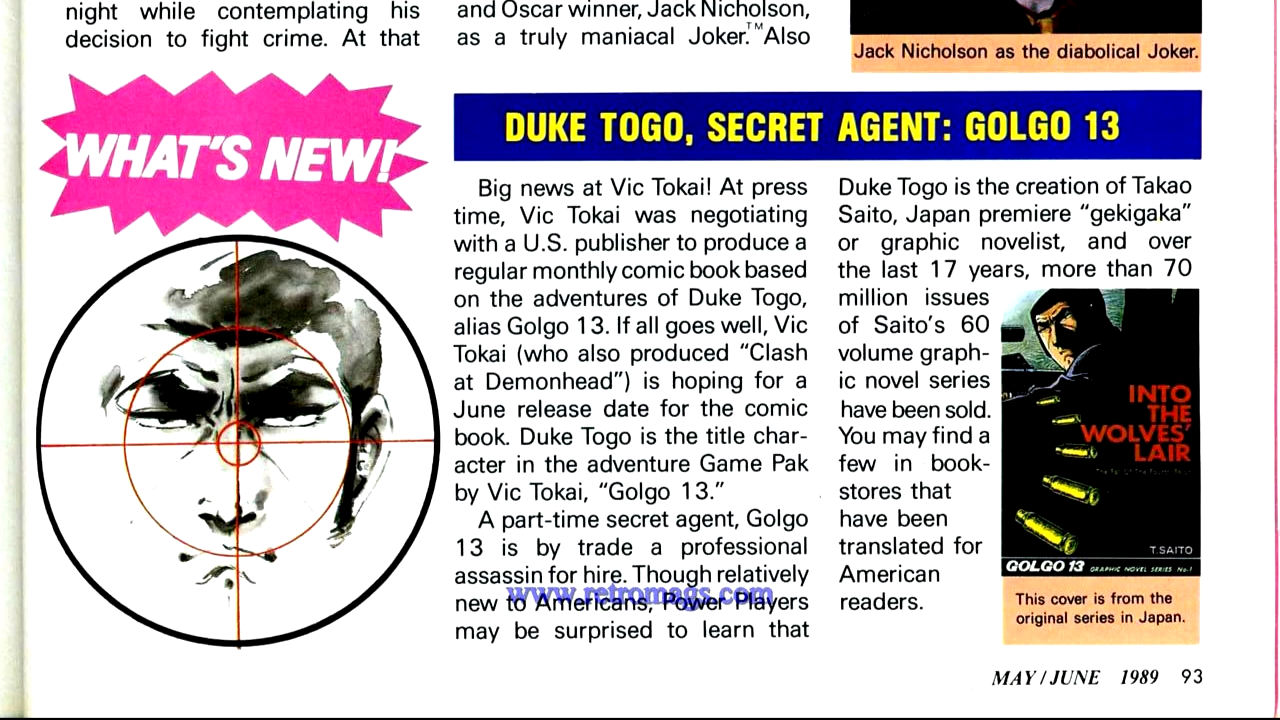 night while contemplating his
decision to fight crime. At that
and Oscar winner, Jack Nicholson,
as a truly maniacal Joker.™ Also
Jack Nicholson as the diabolical Joker.
WHAT'S NEW!
DUKE TOGO, SECRET AGENT: GOLGO 13
Big news at Vic Tokai! At press
time, Vic Tokai was negotiating
with a U.S. publisher to produce a
regular monthly comic book based
on the adventures of Duke Togo,
alias Golgo 13. If all goes well, Vic
Tokai (who also produced “Clash
at Demonhead”) is hoping for a
June release date for the comic
book. Duke Togo is the title char-
acter in the adventure Game Pak
by Vic Tokai, “Golgo 13.”
A part-time secret agent, Golgo
13 is by trade a professional
assassin for hire. Though relatively
new to Americans, Power Players
may be surprised to learn that
www.retromags.com
Duke Togo is the creation of Takao
Saito, Japan premiere “gekigaka”
or graphic novelist, and over
the last 17 years, more than 70
million issues
of Saito's 60
volume graph-
ic novel series
have been sold.
You may find a
few in book-
stores that
have been
translated for
American
readers.
INTO
THE
WOLVES'
LAIR
T.SAITO
GOLGO 13 GRAPHIC NOVEL SERIES No.1
This cover is from the
original series in Japan.
MAY/JUNE 1989 93